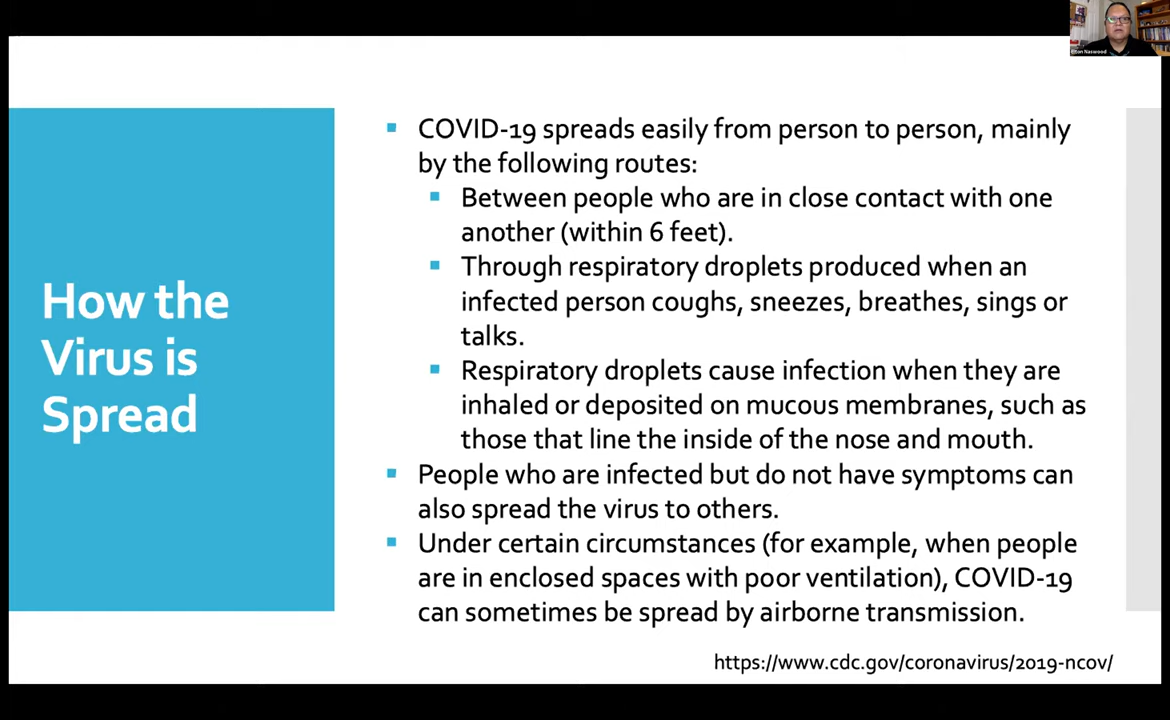 Elton Naswood
How the
Virus is
Spread
▪ COVID-19 spreads easily from person to person, mainly
by the following routes:
▪ Between people who are in close contact with one
another (within 6 feet).
▪ Through respiratory droplets produced when an
infected person coughs, sneezes, breathes, sings or
talks.
▪ Respiratory droplets cause infection when they are
inhaled or deposited on mucous membranes, such as
those that line the inside of the nose and mouth.
▪ People who are infected but do not have symptoms can
also spread the virus to others.
▪ Under certain circumstances (for example, when people
are in enclosed spaces with poor ventilation), COVID-19
can sometimes be spread by airborne transmission.
https://www.cdc.gov/coronavirus/2019-ncov/